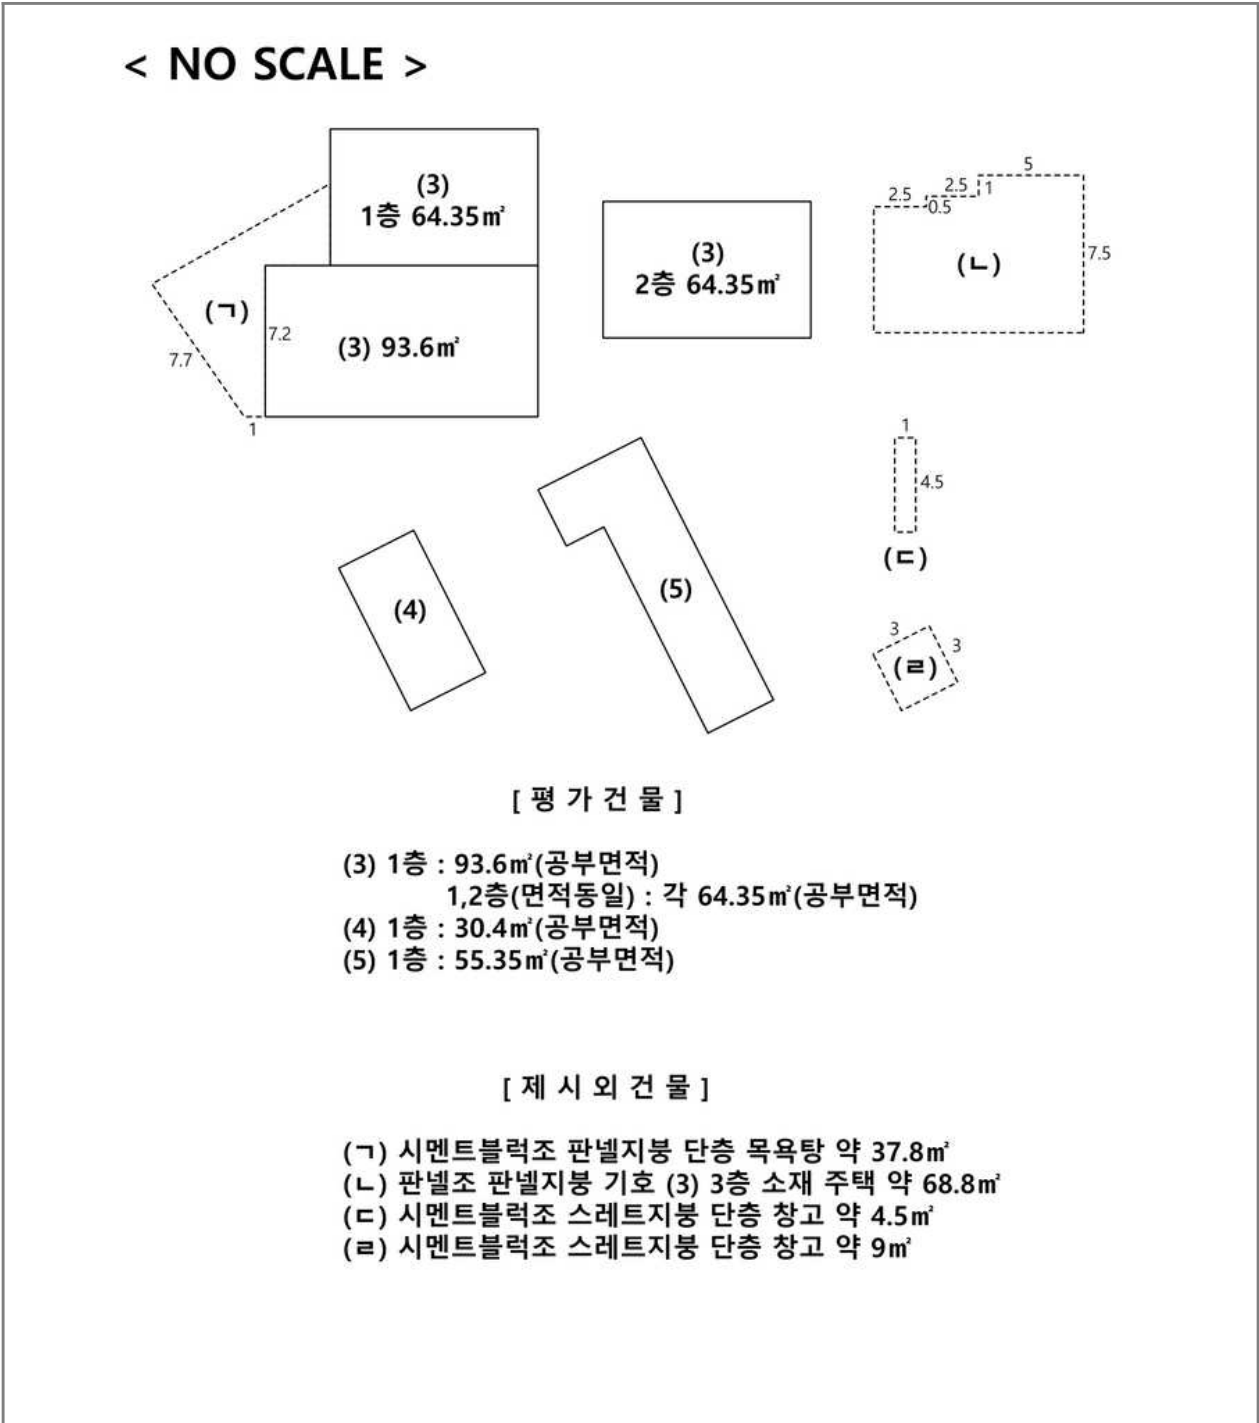 < NO SCALE >
(3)
1층 64.35㎡
(ㄱ)
7.2
(3) 93.6㎡
7.7
1
(3)
2층 64.35㎡
5
2.5
1
2.5
0.5
(ㄴ)
7.5
1
4.5
(ㄷ)
(4)
(5)
3
3
(ㄹ)
[ 평 가 건 물 ]
(3) 1층 : 93.6㎡(공부면적)
1,2층(면적동일) : 각 64.35㎡(공부면적)
(4) 1층 : 30.4㎡(공부면적)
(5) 1층 : 55.35㎡(공부면적)
[ 제 시 외 건 물 ]
(ㄱ) 시멘트블럭조 판넬지붕 단층 목욕탕 약 37.8㎡
(ㄴ) 판넬조 판넬지붕 기호 (3) 3층 소재 주택 약 68.8㎡
(ㄷ) 시멘트블럭조 스레트지붕 단층 창고 약 4.5㎡
(ㄹ) 시멘트블럭조 스레트지붕 단층 창고 약 9㎡